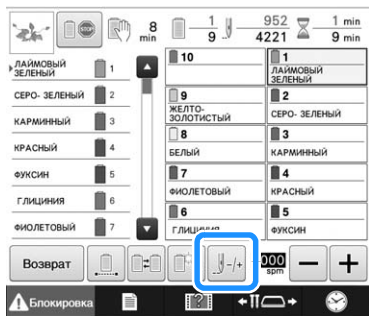 8 min
1 9
952 4221
1 min 9 min
ЛАЙМОВЫЙ ЗЕЛЕНЫЙ 1
СЕРО- ЗЕЛЕНЫЙ 2
КАРМИННЫЙ 3
КРАСНЫЙ 4
ФУКСИН 5
ГЛИЦИНИЯ 6
ФИОЛЕТОВЫЙ 7
10
1
ЛАЙМОВЫЙ
ЗЕЛЕНЫЙ
9
ЖЕЛТО-
ЗОЛОТИСТЫЙ
2
СЕРО- ЗЕЛЕНЫЙ
8
БЕЛЫЙ
3
КАРМИННЫЙ
7
ФИОЛЕТОВЫЙ
4
КРАСНЫЙ
6
ГЛИЦИНИЯ
5
ФУКСИН
Возврат
-/+
000
spm
− +
Блокировка